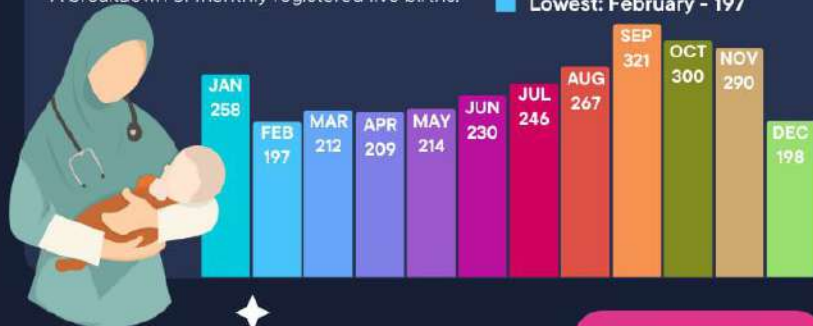 Lowest: February - 197
JAN
258
FEB
197
MAR
212
APR
209
MAY
214
JUN
230
JUL
246
AUG
267
SEP
321
OCT
300
NOV
290
DEC
198